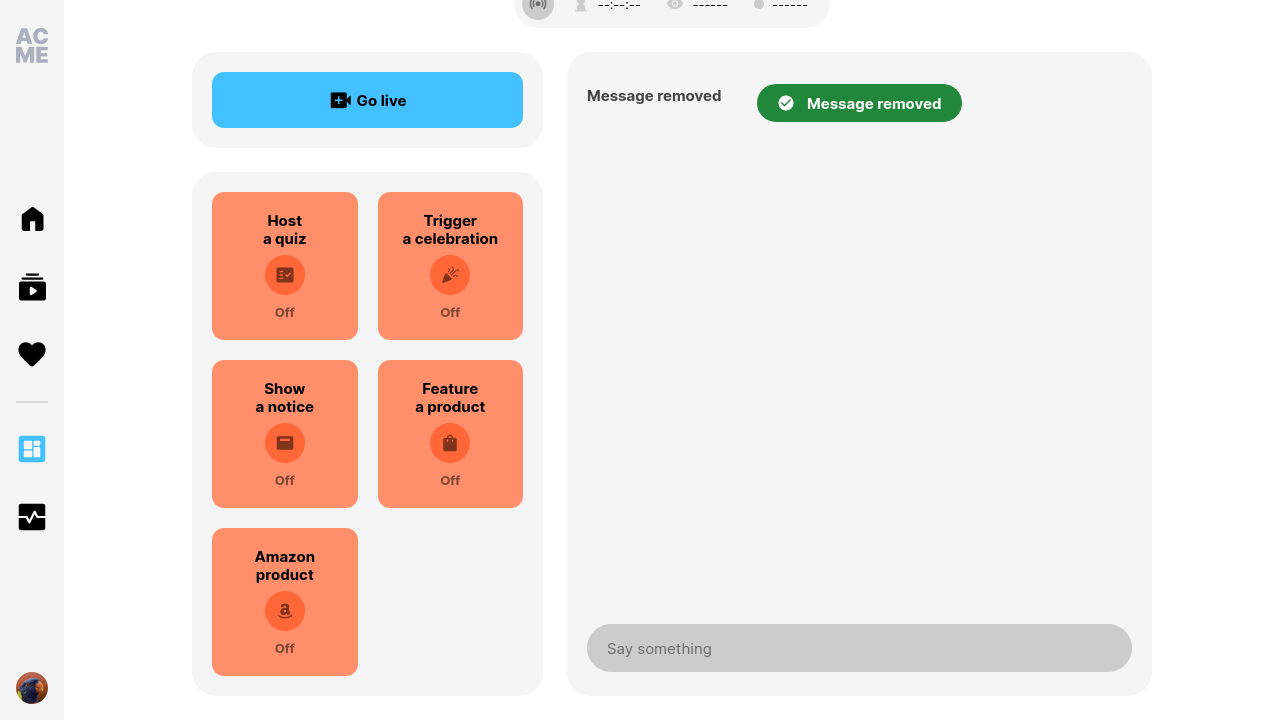 AC
ME
--:--:-- ------ ------
Go live
Message removed
Message removed
Host
a quiz
Off
Trigger
a celebration
Off
Show
a notice
Off
Feature
a product
Off
Amazon
product
Off
Say something